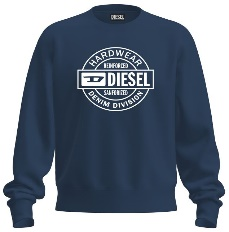 DIESEL
HARDWEAR
REINFORCED
DIESEL
SANFORIZED
DENIM DIVISION